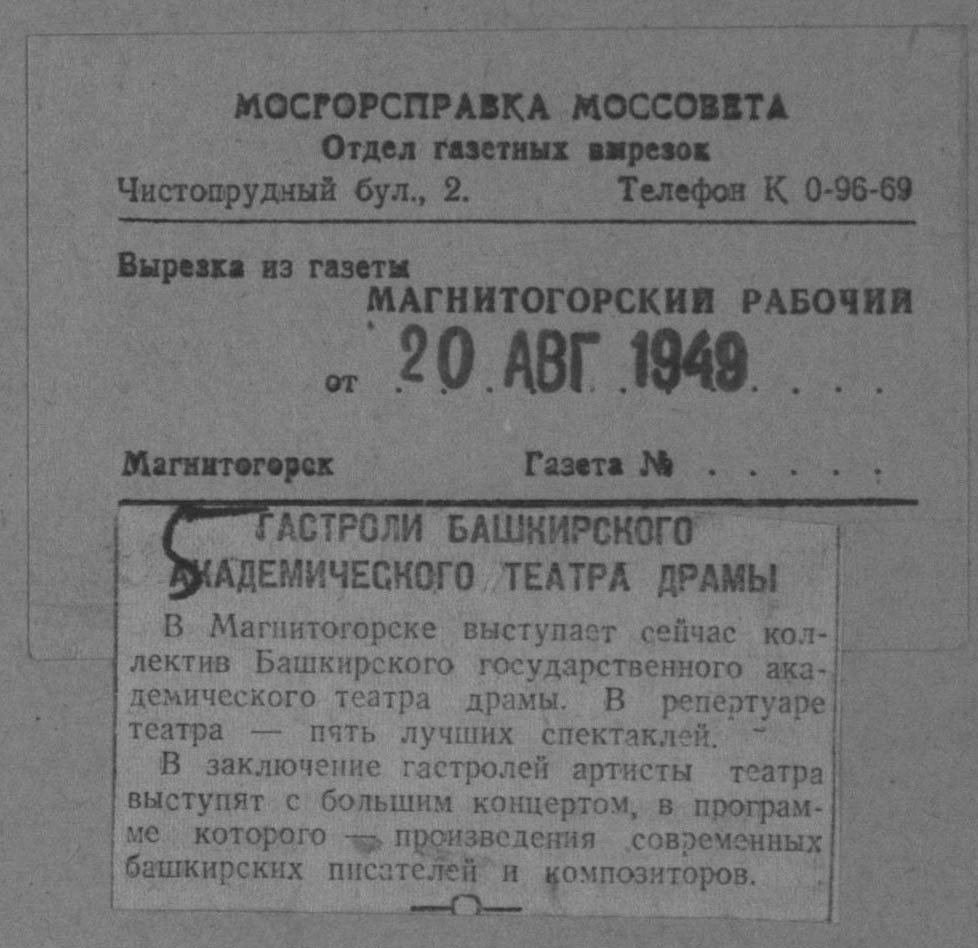 МОСГОРСПРАВКА МОССОВЕТА
Отдел газетных вырезок
Чистопрудный бул., 2. Телефон К 0-96-69
Вырезка из газеты
МАГНИТОГОРСКИЙ РАБОЧИЙ
от 20 АВГ 1949 . . . .
Магнитогорск Газета № . . . . .
ГАСТРОЛИ БАШКИРСКОГО
АКАДЕМИЧЕСКОГО ТЕАТРА ДРАМЫ
В Магнитогорске выступает сейчас кол-
лектив Башкирского государственного ака-
демического театра драмы. В репертуаре
театра — пять лучших спектаклей.
В заключение гастролей артисты театра
выступят с большим концертом, в програм-
ме которого — произведения современных
башкирских писателей и композиторов.